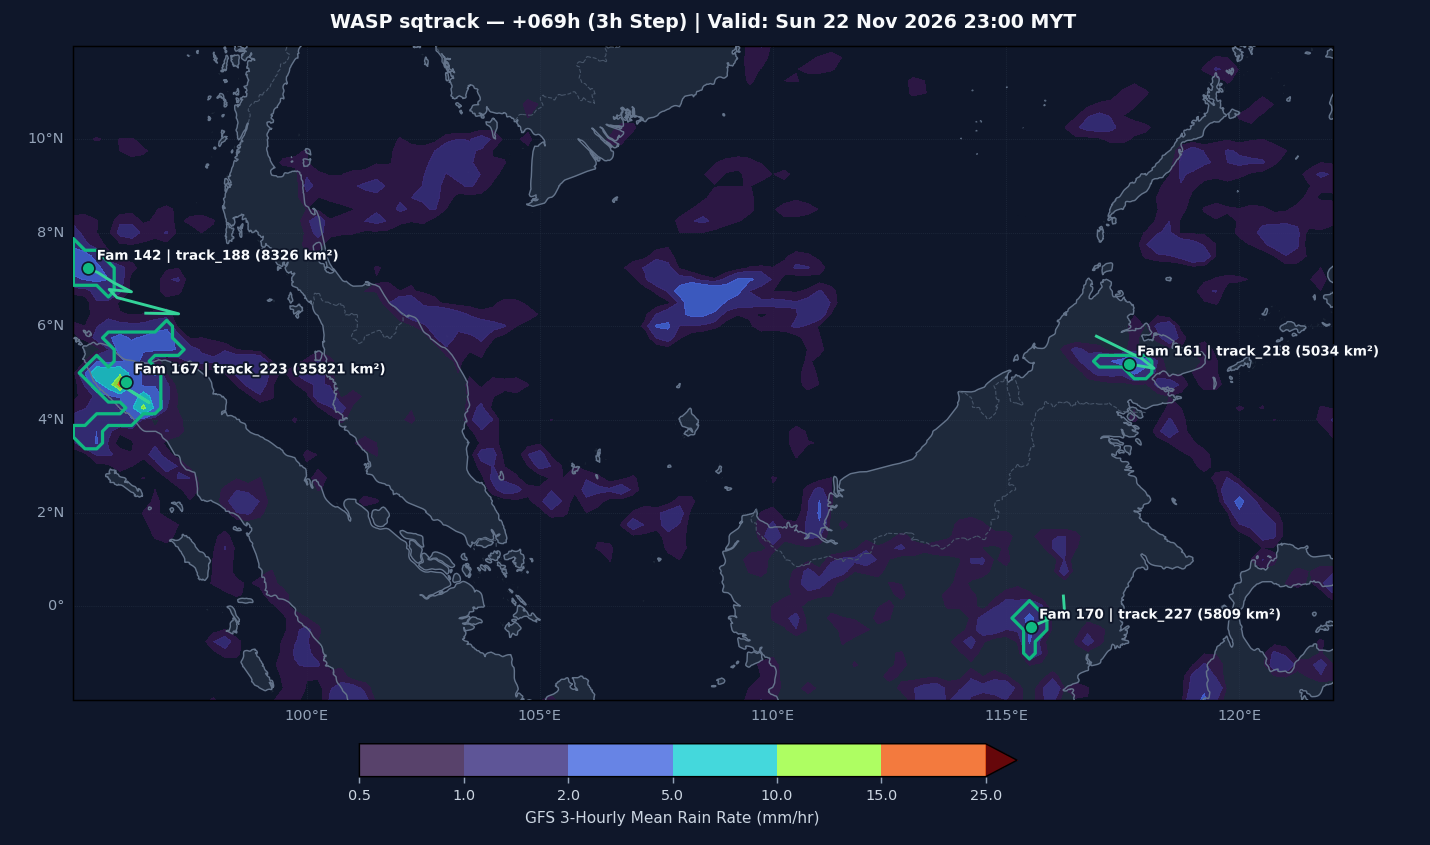 WASP sqtrack — +069h (3h Step) | Valid: Sun 22 Nov 2026 23:00 MYT
10°N
8°N
Fam 142 | track_188 (8326 km²)
6°N
Fam 161 | track_218 (5034 km²)
Fam 167 | track_223 (35821 km²)
4°N
2°N
0°
Fam 170 | track_227 (5809 km²)
100°E 105°E 110°E 115°E 120°E
0.5 1.0 2.0 5.0 10.0 15.0 25.0
GFS 3-Hourly Mean Rain Rate (mm/hr)